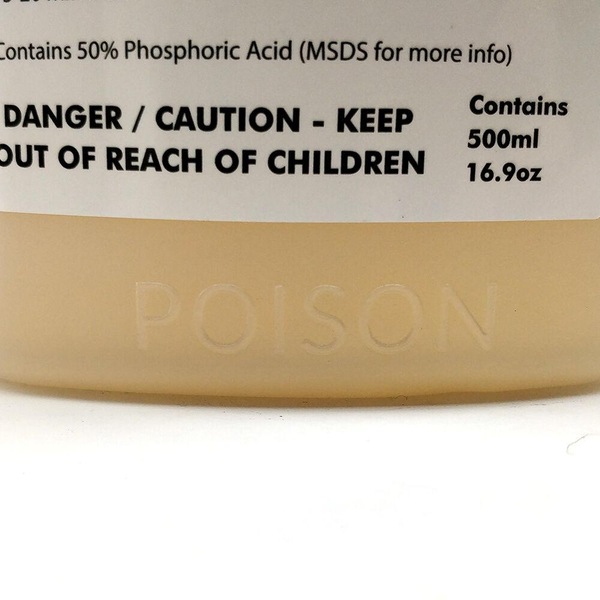 Contains 50% Phosphoric Acid (MSDS for more info)
DANGER / CAUTION - KEEP
OUT OF REACH OF CHILDREN
Contains
500ml
16.9oz
POISON